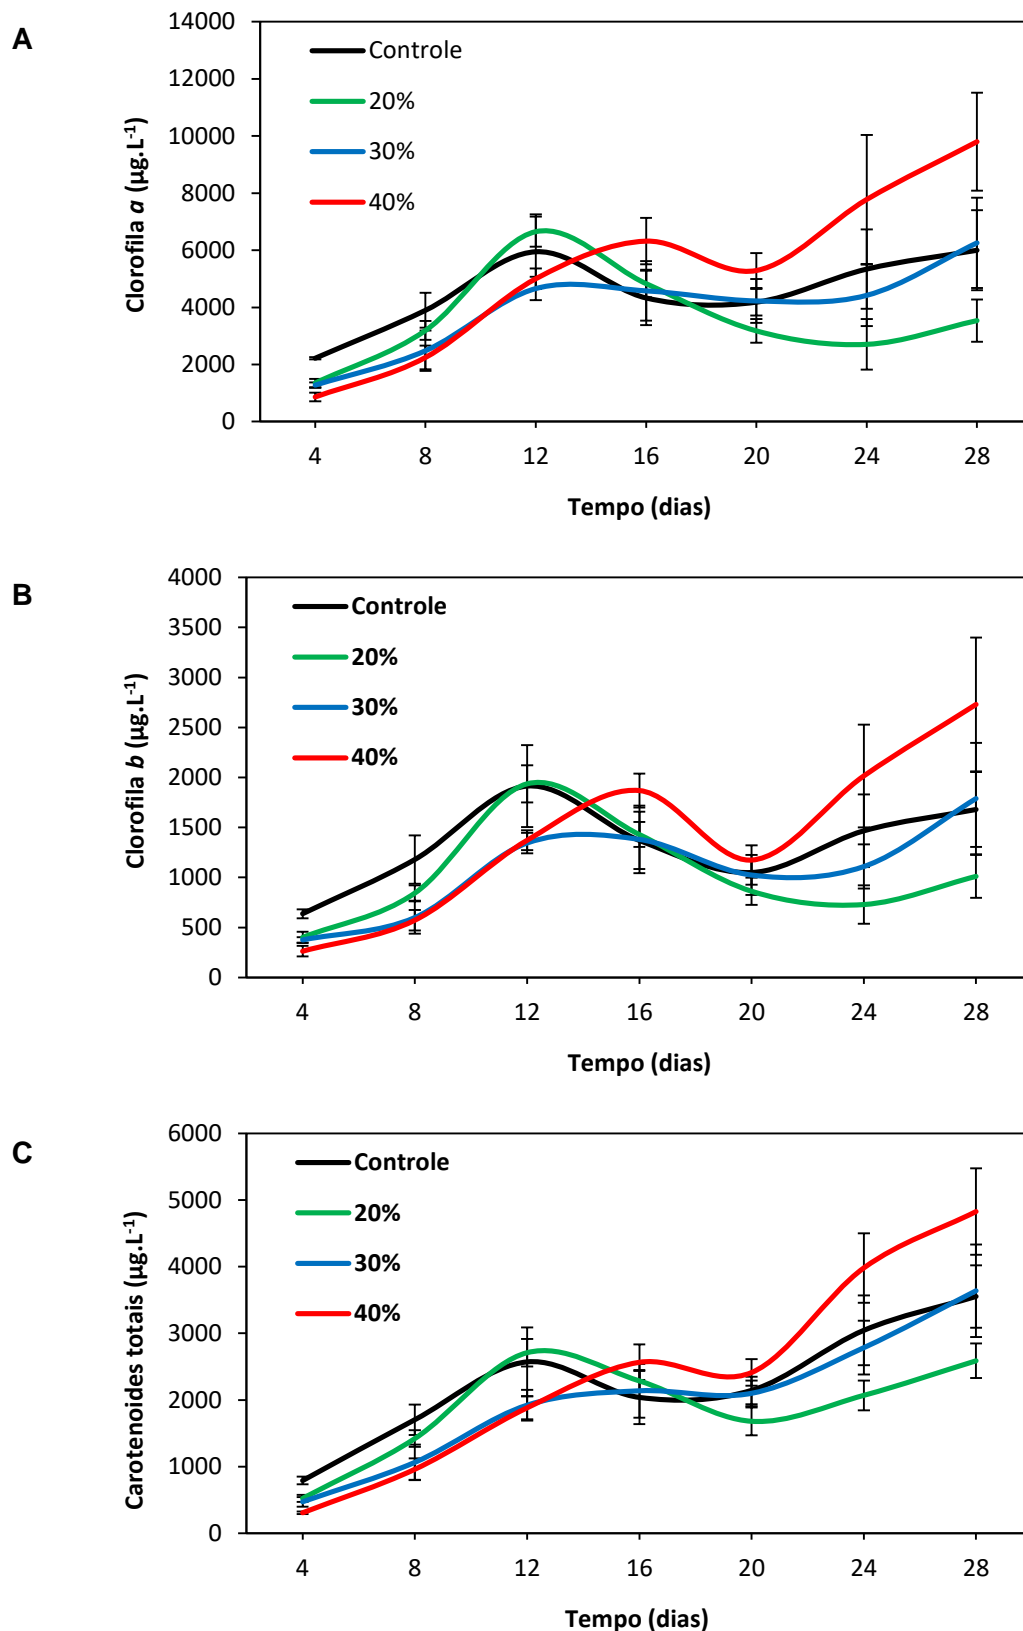 A
14000
12000
10000
8000
6000
4000
2000
0
Clorofila a (µg.L-1)
Controle
20%
30%
40%
4 8 12 16 20 24 28
Tempo (dias)
B
4000
3500
3000
2500
2000
1500
1000
500
0
Clorofila b (µg.L-1)
Controle
20%
30%
40%
4 8 12 16 20 24 28
Tempo (dias)
C
6000
5000
4000
3000
2000
1000
0
Carotenoides totais (µg.L-1)
Controle
20%
30%
40%
4 8 12 16 20 24 28
Tempo (dias)